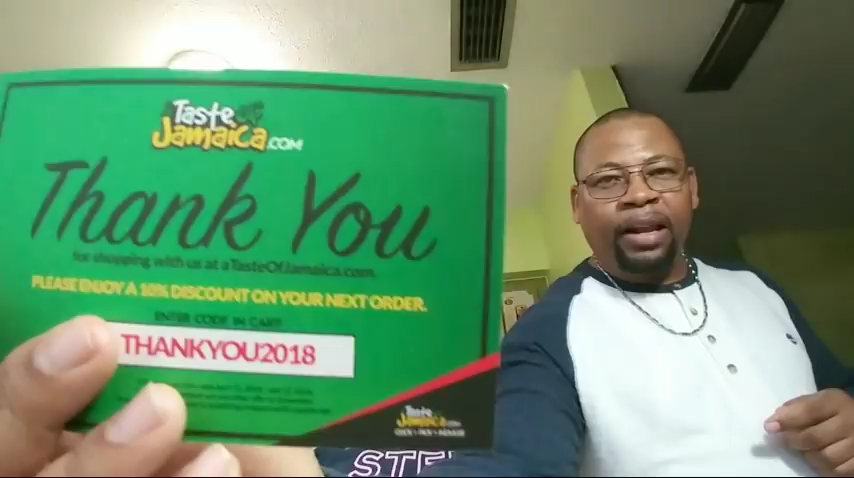 Taste
Jamaica.COM
Thank You
for shopping with us at aTasteOfJamaica.com.
PLEASE ENJOY A 10% DISCOUNT ON YOUR NEXT ORDER.
ENTER CODE IN CART
THANKYOU2018
Taste
Jamaica
STE